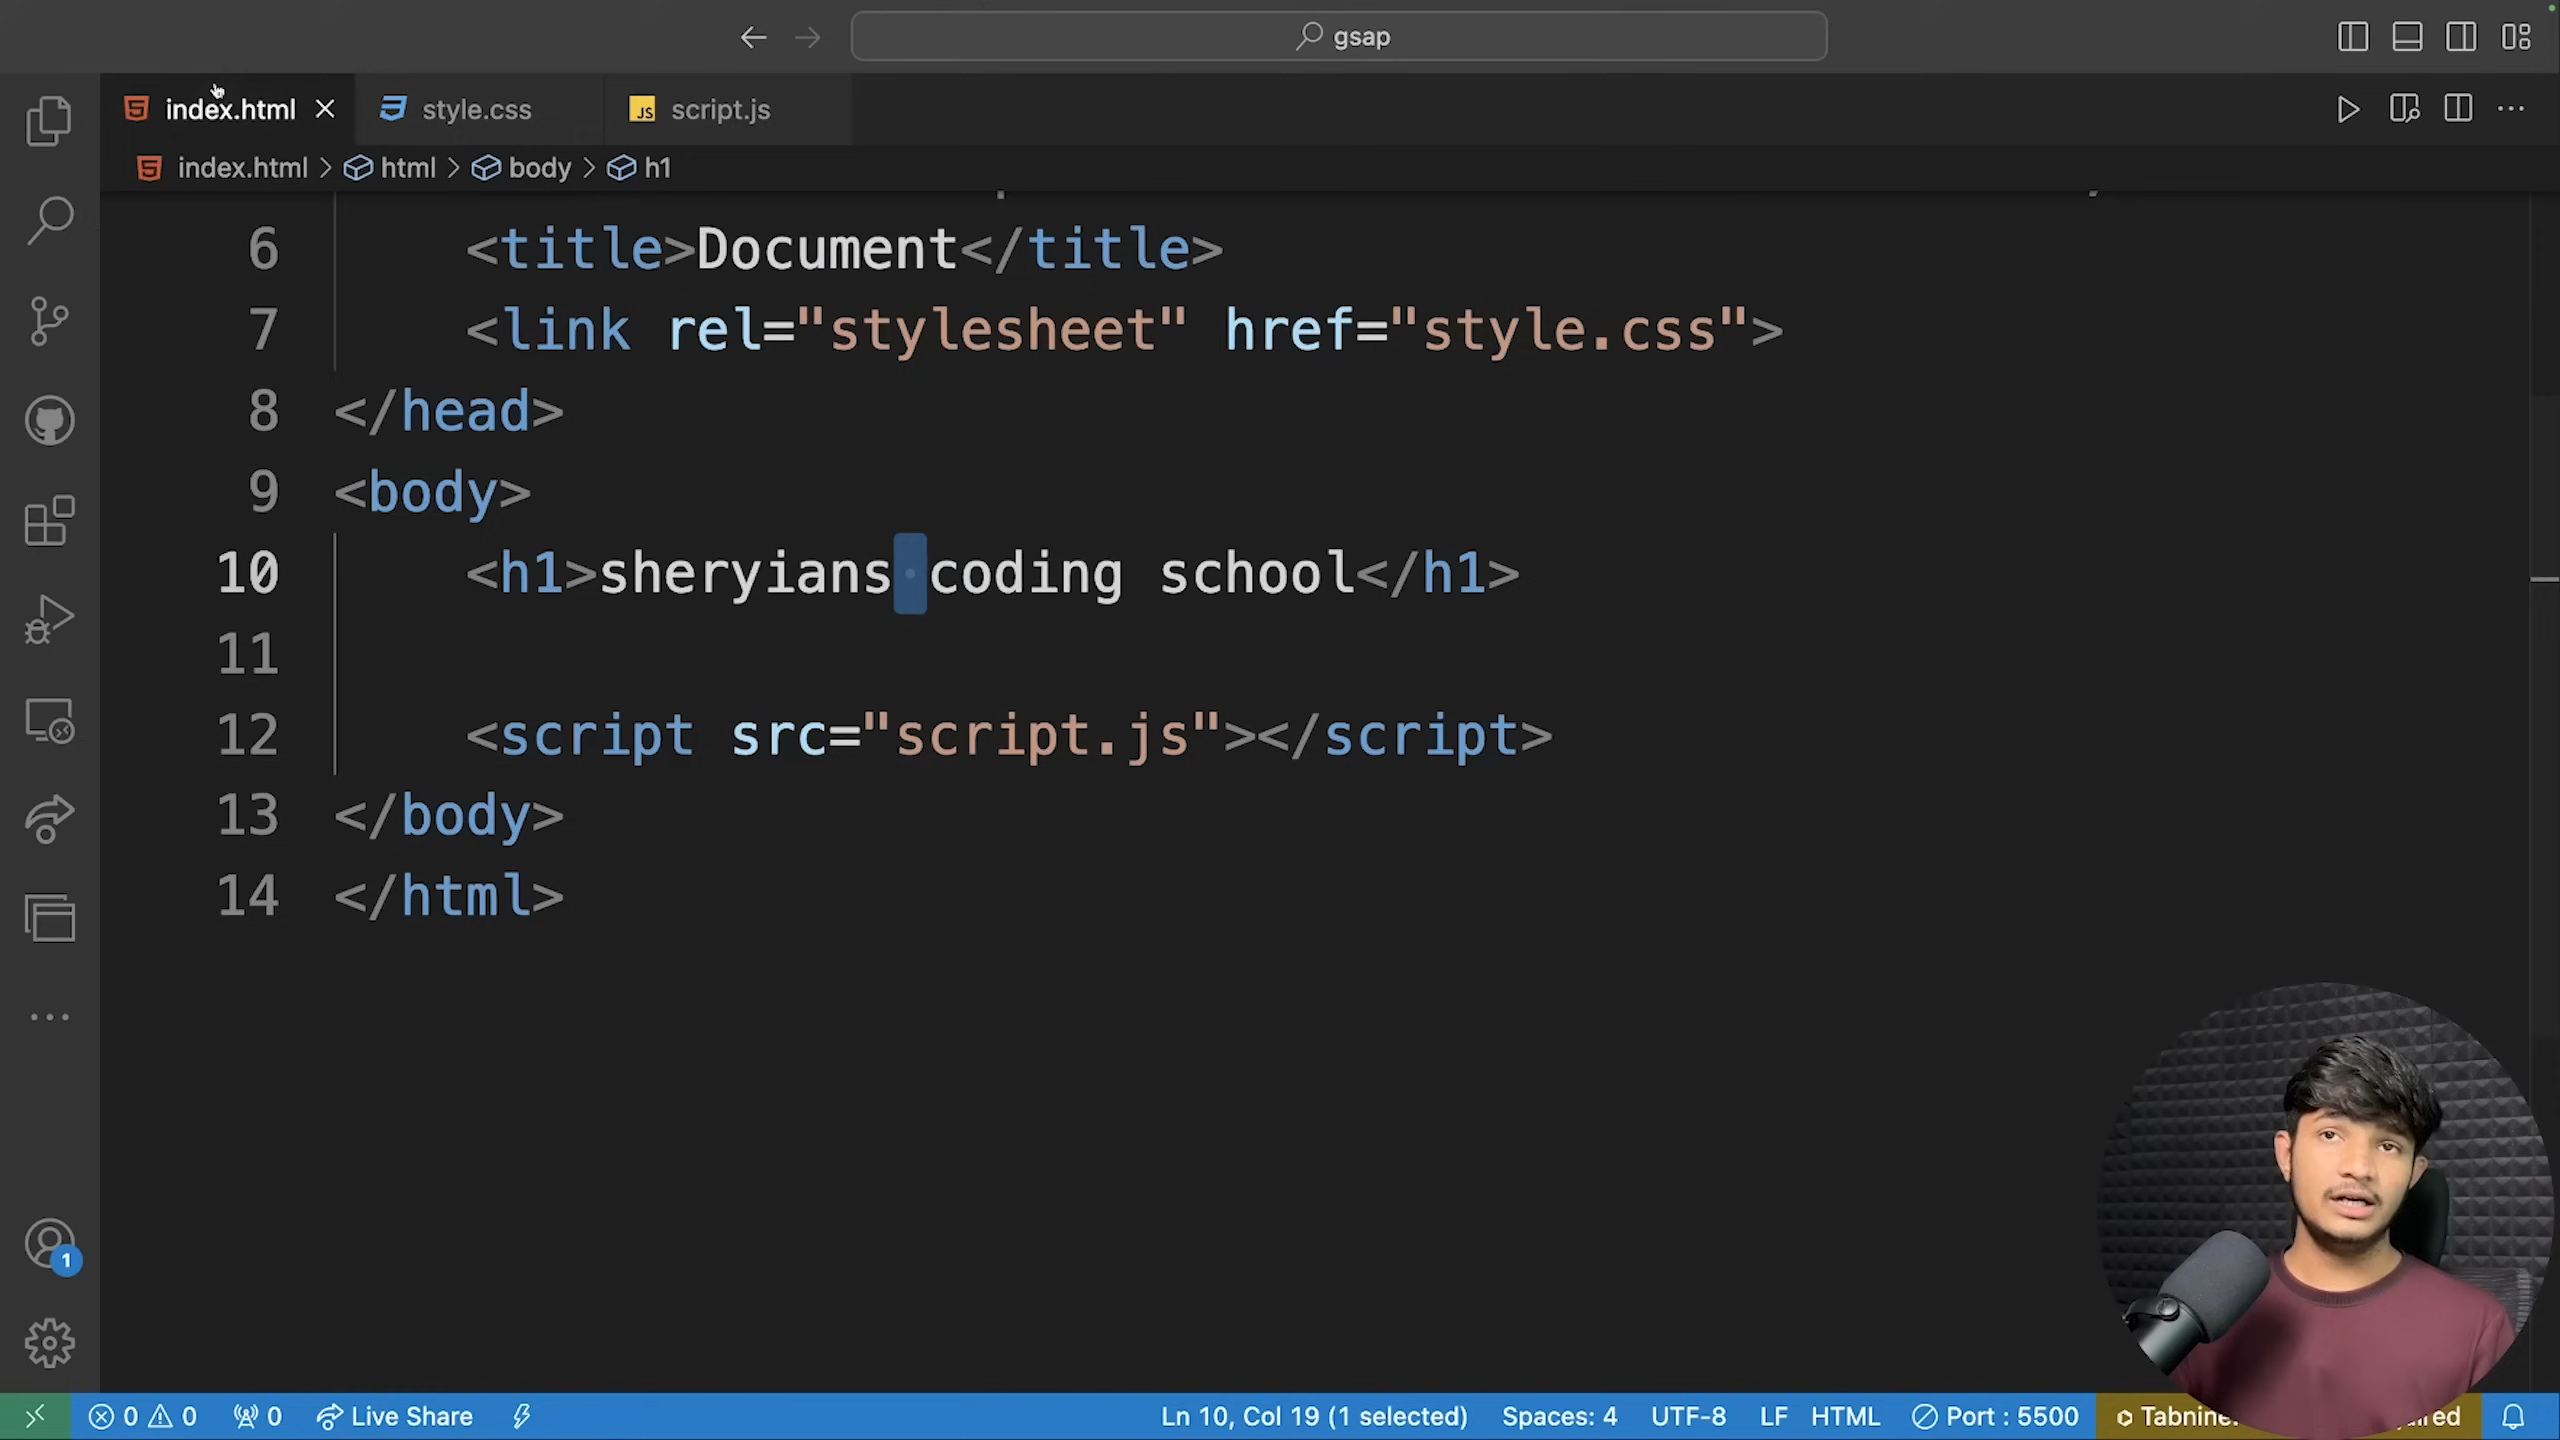 gsap
index.html
style.css
JS script.js
index.html > html > body > h1
6 <title>Document</title>
7 <link rel="stylesheet" href="style.css">
8 </head>
9 <body>
10 <h1>sheryians coding school</h1>
11
12 <script src="script.js"></script>
13 </body>
14 </html>
1
0 0 0 Live Share Ln 10, Col 19 (1 selected) Spaces: 4 UTF-8 LF HTML Port : 5500